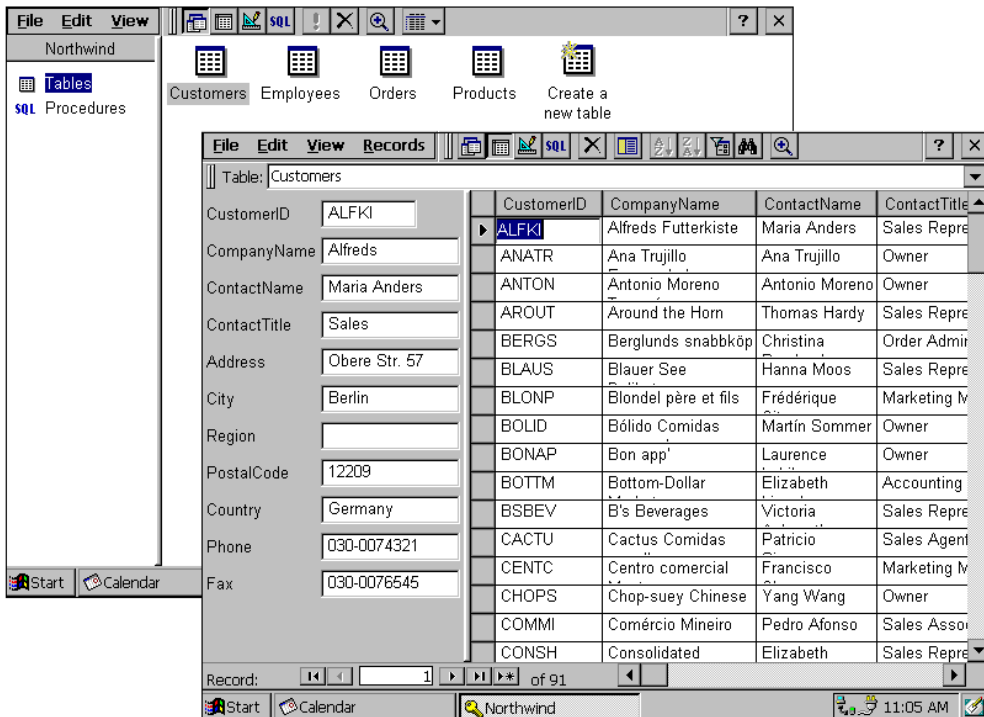 File Edit View SQL ? ×
Northwind
Tables
SQL Procedures
Customers Employees Orders Products Create a
new table
Start Calendar
File Edit View Records SQL ? ×
Table: Customers
CustomerID ALFKI
CompanyName Alfreds
ContactName Maria Anders
ContactTitle Sales
Address Obere Str. 57
City Berlin
Region
PostalCode 12209
Country Germany
Phone 030-0074321
Fax 030-0076545
CustomerID CompanyName ContactName ContactTitle
ALFKI Alfreds Futterkiste Maria Anders Sales Repre
ANATR Ana Trujillo Ana Trujillo Owner
ANTON Antonio Moreno Antonio Moreno Owner
AROUT Around the Horn Thomas Hardy Sales Repre
BERGS Berglunds snabbköp Christina Order Admin
BLAUS Blauer See Hanna Moos Sales Repre
BLONP Blondel père et fils Frédérique Marketing M
BOLID Bólido Comidas Martín Sommer Owner
BONAP Bon app' Laurence Owner
BOTTM Bottom-Dollar Elizabeth Accounting
BSBEV B's Beverages Victoria Sales Repre
CACTU Cactus Comidas Patricio Sales Agent
CENTC Centro comercial Francisco Marketing M
CHOPS Chop-suey Chinese Yang Wang Owner
COMMI Comércio Mineiro Pedro Afonso Sales Asso
CONSH Consolidated Elizabeth Sales Repre
Record: 1 of 91
Start Calendar Northwind 11:05 AM